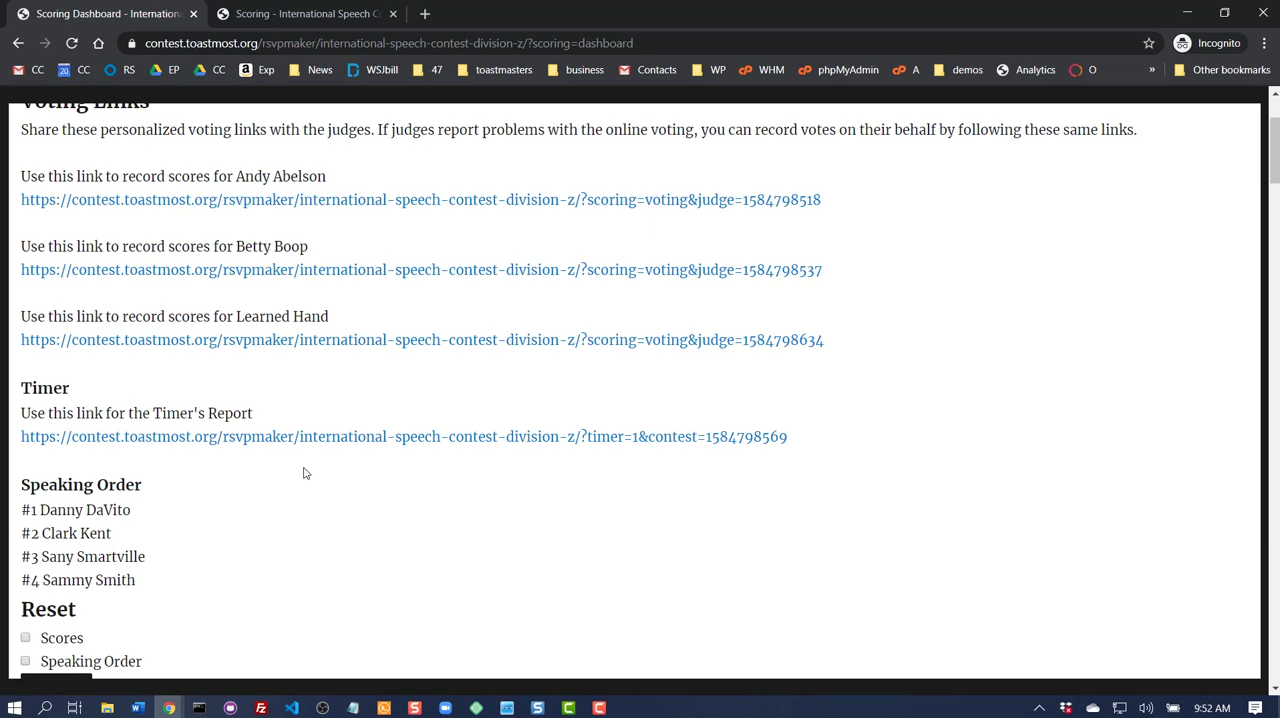 Scoring Dashboard - Internation
Scoring - International Speech C
contest.toastmost.org/rsvpmaker/international-speech-contest-division-z/?scoring=dashboard
Incognito
CC
20 CC
RS
EP
CC
a Exp
News
WSJbill
47
toastmasters
business
Contacts
WP
WHM
phpMyAdmin
A
demos
Analytics
O
»
Other bookmarks
Voting Links
Share these personalized voting links with the judges. If judges report problems with the online voting, you can record votes on their behalf by following these same links.
Use this link to record scores for Andy Abelson
https://contest.toastmost.org/rsvpmaker/international-speech-contest-division-z/?scoring=voting&judge=1584798518
Use this link to record scores for Betty Boop
https://contest.toastmost.org/rsvpmaker/international-speech-contest-division-z/?scoring=voting&judge=1584798537
Use this link to record scores for Learned Hand
https://contest.toastmost.org/rsvpmaker/international-speech-contest-division-z/?scoring=voting&judge=1584798634
Timer
Use this link for the Timer's Report
https://contest.toastmost.org/rsvpmaker/international-speech-contest-division-z/?timer=1&contest=1584798569
Speaking Order
#1 Danny DaVito
#2 Clark Kent
#3 Sany Smartville
#4 Sammy Smith
Reset
Scores
Speaking Order
9:52 AM